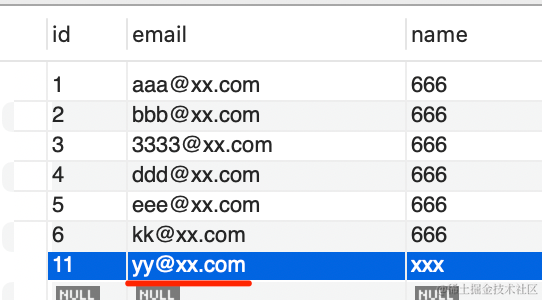 id email name
1 aaa@xx.com 666
2 bbb@xx.com 666
3 3333@xx.com 666
4 ddd@xx.com 666
5 eee@xx.com 666
6 kk@xx.com 666
11 yy@xx.com xxx
NULL NULL NULL
@稀土掘金技术社区